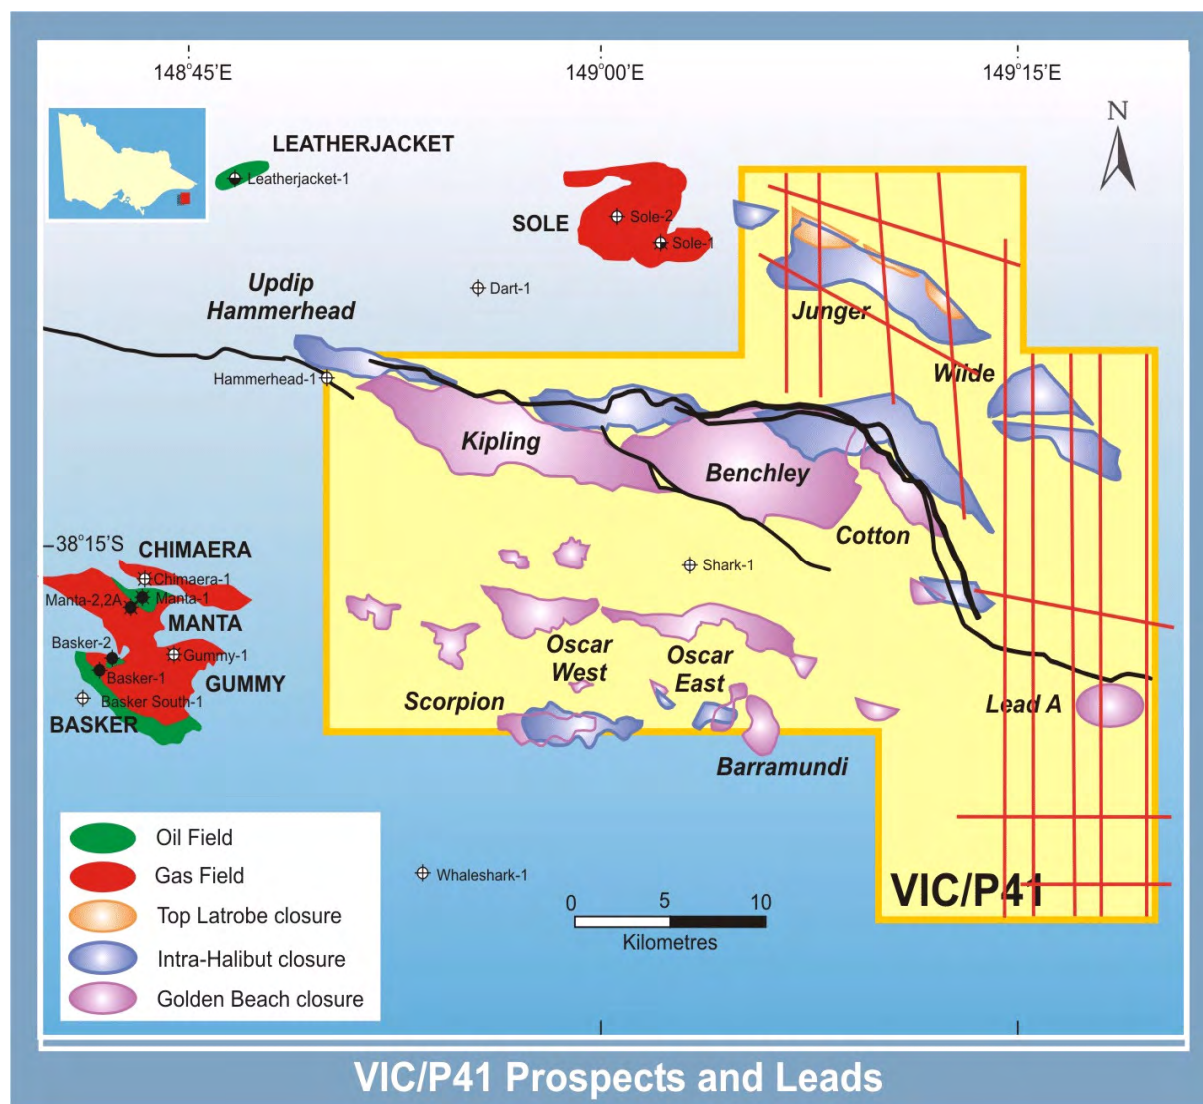 148°45'E
149°00'E
149°15'E
N
LEATHERJACKET
Leatherjacket-1
SOLE
Sole-2
Sole-1
Updip
Hammerhead
Dart-1
Junger
Hammerhead-1
Wilde
Kipling
Benchley
Cotton
38°15'S
CHIMAERA
Chimaera-1
Manta-2,2A
Manta-1
MANTA
Shark-1
Basker-2
Gummy-1
Basker-1
GUMMY
Basker South-1
BASKER
Oscar
West
Oscar
East
Scorpion
Lead A
Barramundi
Oil Field
Gas Field
Top Latrobe closure
Intra-Halibut closure
Golden Beach closure
Whaleshark-1
0 5 10
Kilometres
VIC/P41
VIC/P41 Prospects and Leads